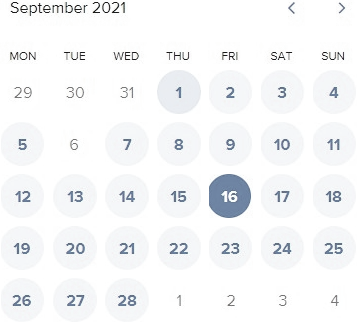 September 2021
MON TUE WED THU FRI SAT SUN
29 30 31 1 2 3 4
5 6 7 8 9 10 11
12 13 14 15 16 17 18
19 20 21 22 23 24 25
26 27 28 1 2 3 4